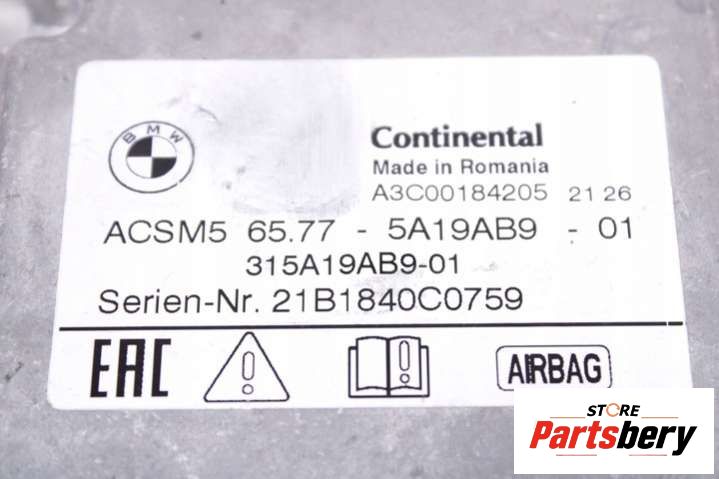 BMW
Continental
Made in Romania
A3C00184205 21 26
ACSM5 65.77 - 5A19AB9 - 01
315A19AB9-01
Serien-Nr. 21B1840C0759
EAC
!
!
AIRBAG
STORE
Partsbery